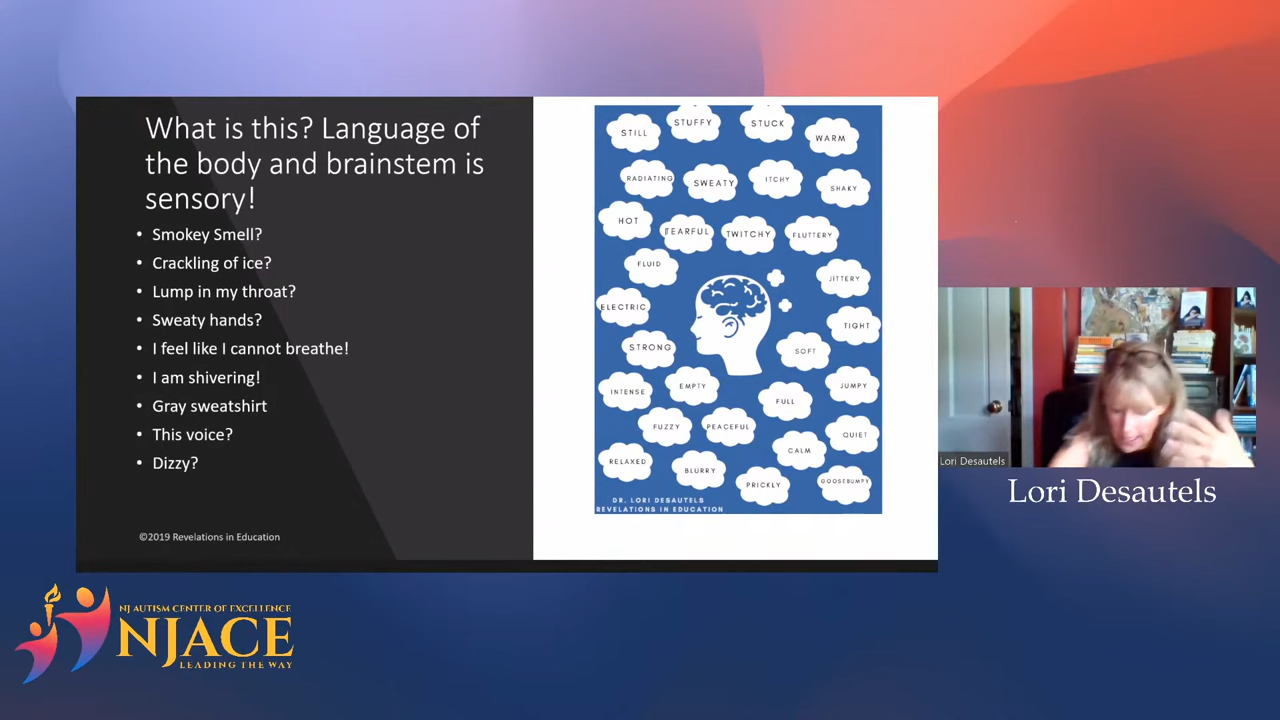 What is this? Language of
the body and brainstem is
sensory!
• Smokey Smell?
• Crackling of ice?
• Lump in my throat?
• Sweaty hands?
• I feel like I cannot breathe!
• I am shivering!
• Gray sweatshirt
• This voice?
• Dizzy?
©2019 Revelations in Education
STILL
STUFFY
STUCK
WARM
RADIATING
SWEATY
ITCHY
SHAKY
HOT
TEARFUL
TWITCHY
FLUTTERY
FLUID
JITTERY
ELECTRIC
TIGHT
STRONG
SOFT
INTENSE
EMPTY
FULL
JUMPY
FUZZY
PEACEFUL
QUIET
CALM
RELAXED
BLURRY
PRICKLY
GOOSEBUMPY
DR. LORI DESAUTELS
REVELATIONS IN EDUCATION
Lori Desautels
Lori Desautels
NJ AUTISM CENTER OF EXCELLENCE
NJACE
LEADING THE WAY